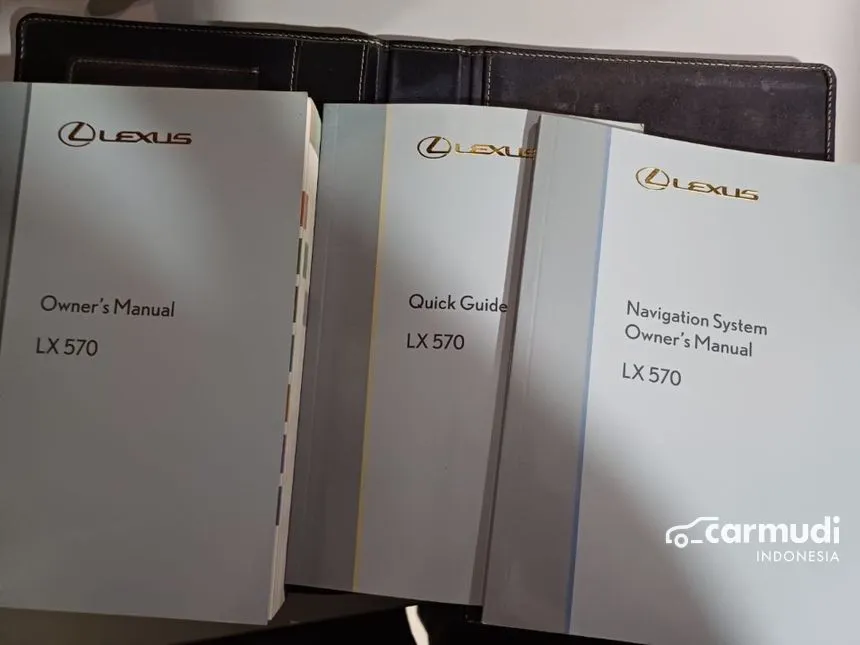 LEXUS
Owner's Manual
LX 570
LEXUS
Quick Guide
LX 570
LEXUS
Navigation System
Owner's Manual
LX 570
carmudi
INDONESIA